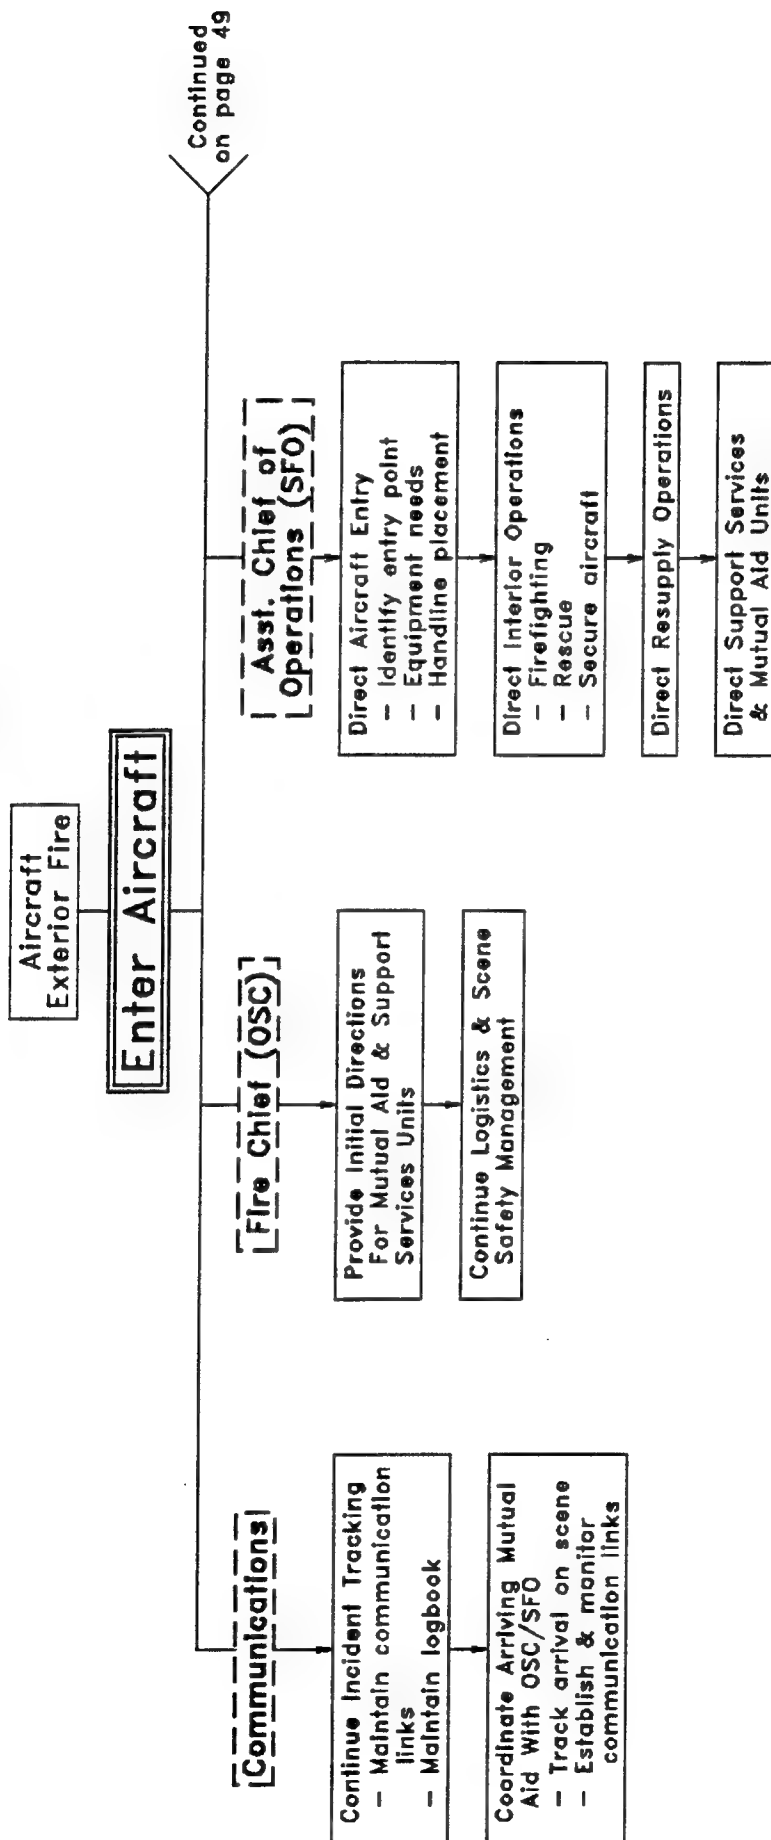 Aircraft
Exterior Fire
Enter Aircraft
Continued
on page 49
Communications
Continue Incident Tracking
- Maintain communication
links
- Maintain logbook
Coordinate Arriving Mutual
Aid With OSC/SFO
- Track arrival on scene
- Establish & monitor
communication links
Fire Chief (OSC)
Provide Initial Directions
For Mutual Aid & Support
Services Units
Continue Logistics & Scene
Safety Management
Asst. Chief of
Operations (SFO)
Direct Aircraft Entry
- Identify entry point
- Equipment needs
- Handline placement
Direct Interior Operations
- Firefighting
- Rescue
- Secure aircraft
Direct Resupply Operations
Direct Support Services
& Mutual Aid Units